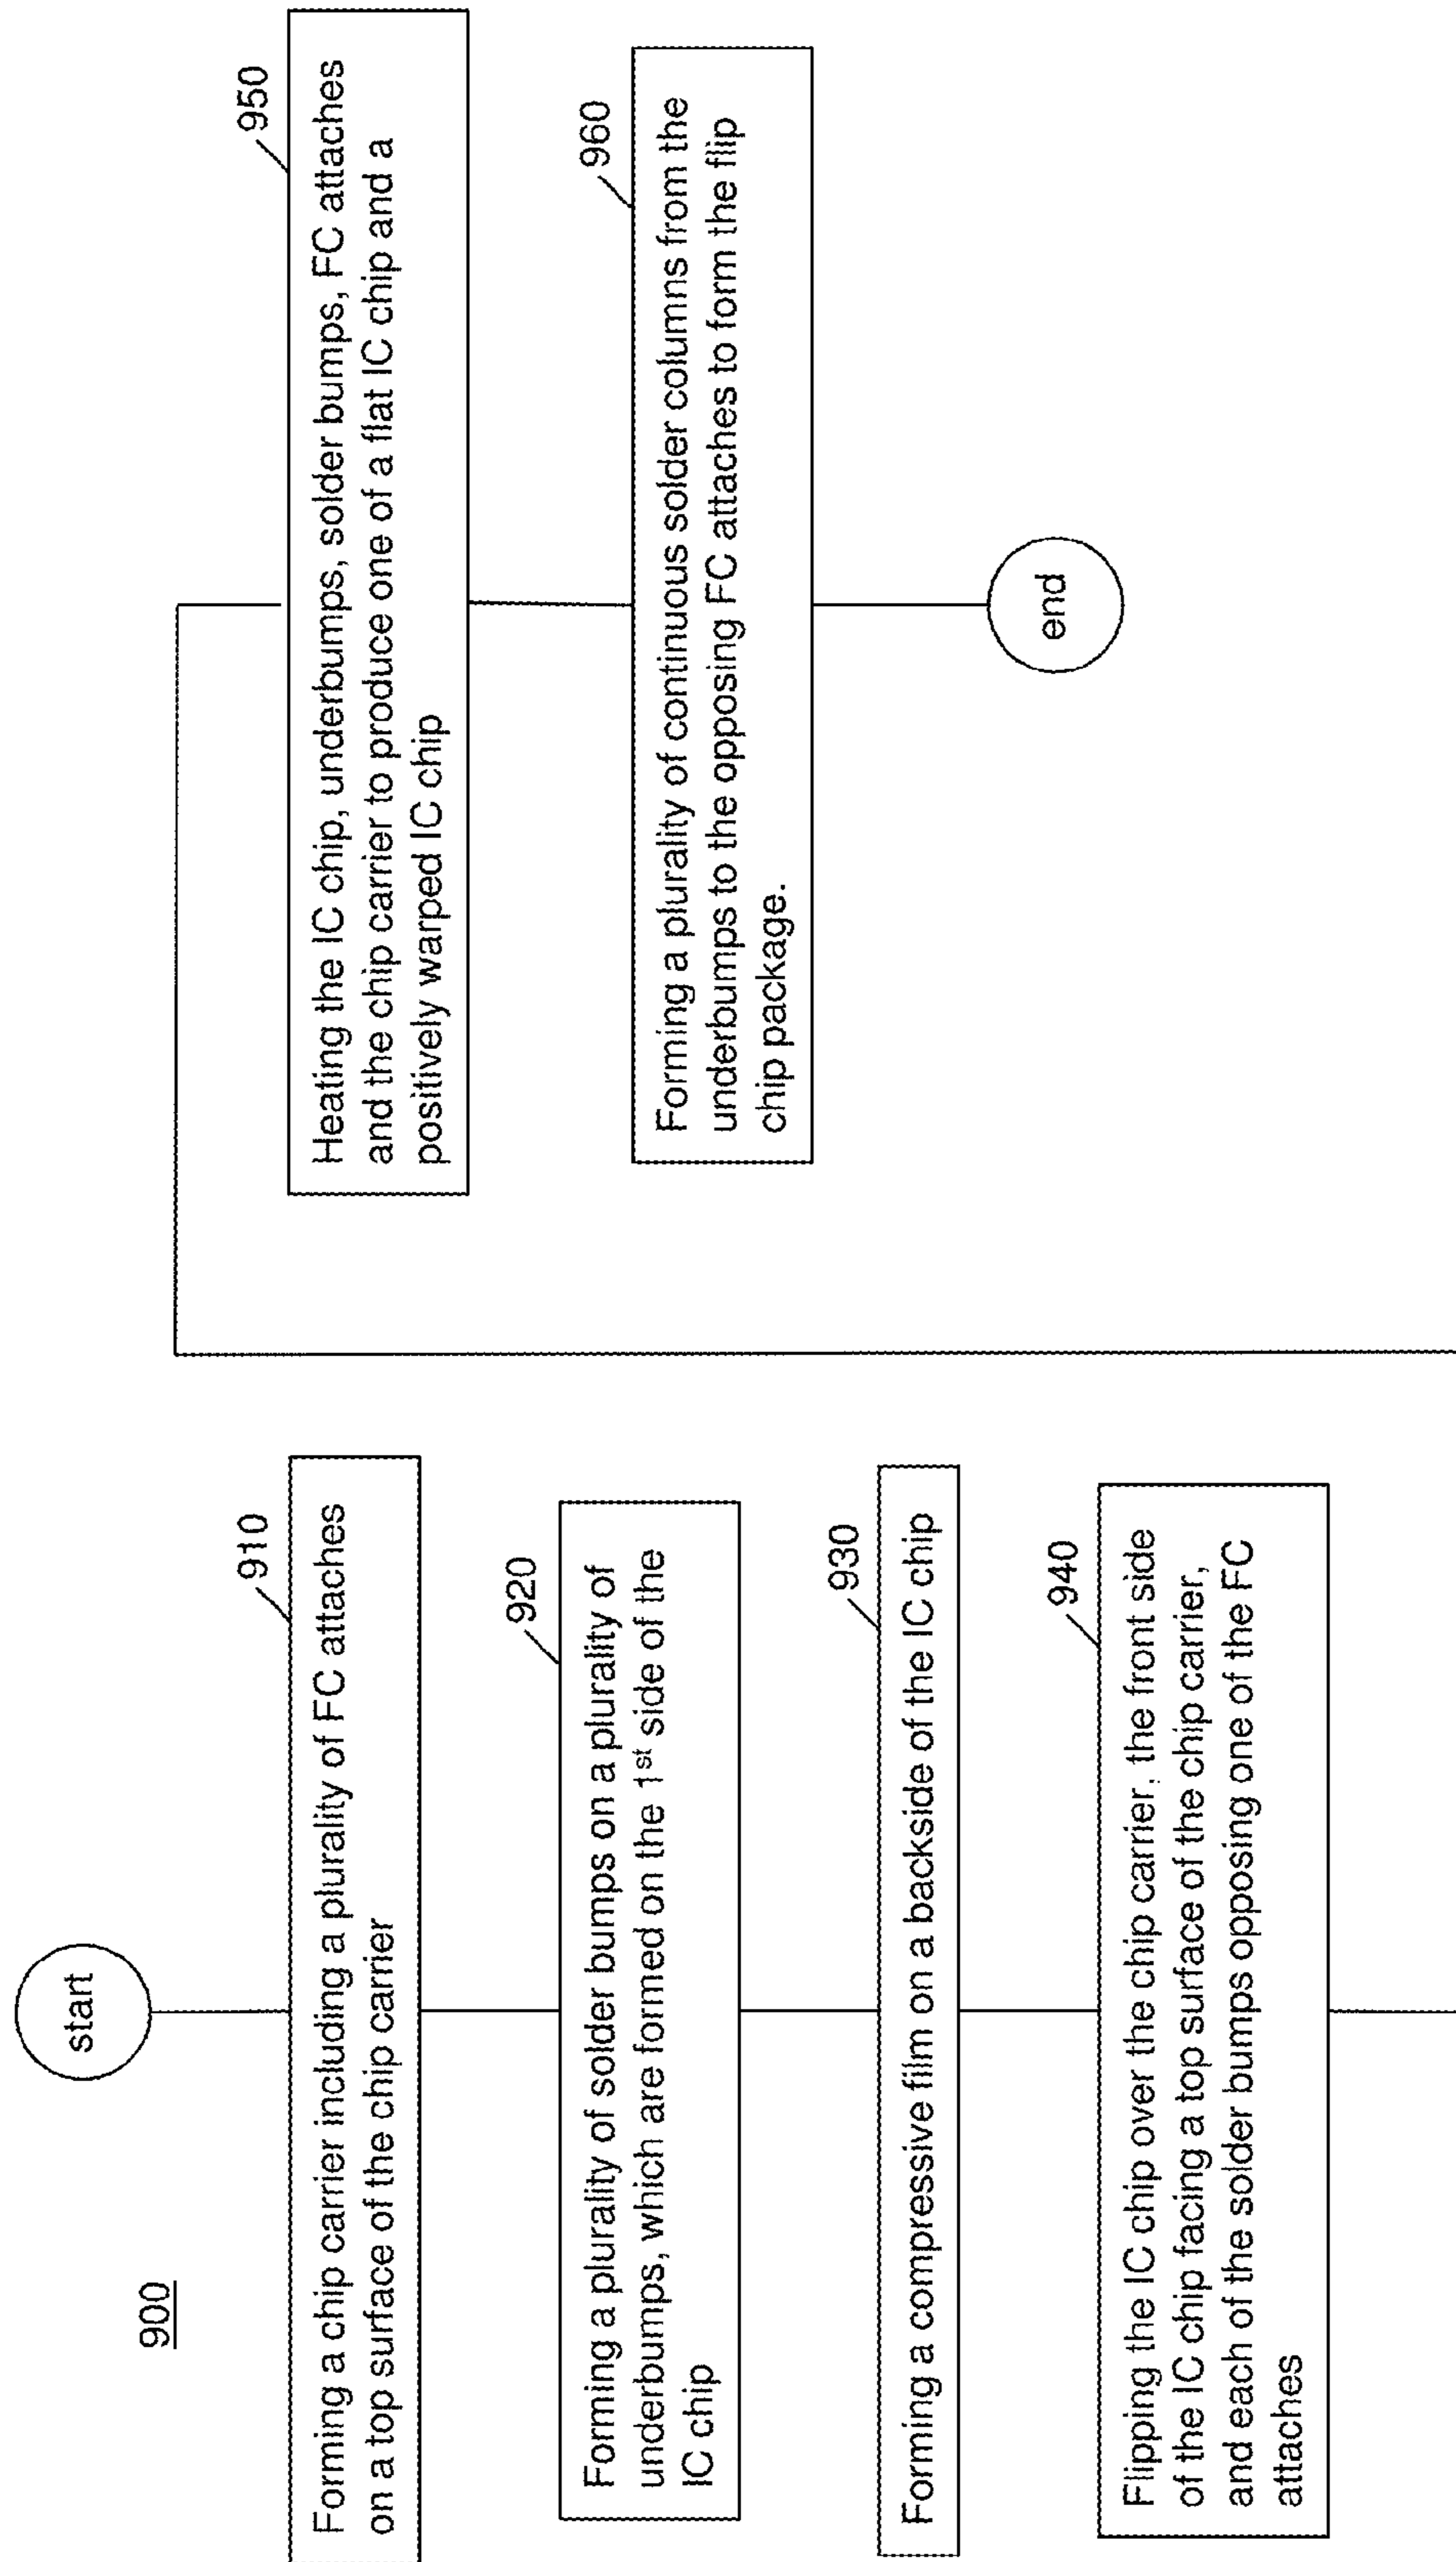 900
start
910
Forming a chip carrier including a plurality of FC attaches
on a top surface of the chip carrier
920
Forming a plurality of solder bumps on a plurality of
underbumps, which are formed on the 1st side of the
IC chip
930
Forming a compressive film on a backside of the IC chip
940
Flipping the IC chip over the chip carrier, the front side
of the IC chip facing a top surface of the chip carrier,
and each of the solder bumps opposing one of the FC
attaches
950
Heating the IC chip, underbumps, solder bumps, FC attaches
and the chip carrier to produce one of a flat IC chip and a
positively warped IC chip
960
Forming a plurality of continuous solder columns from the
underbumps to the opposing FC attaches to form the flip
chip package.
end